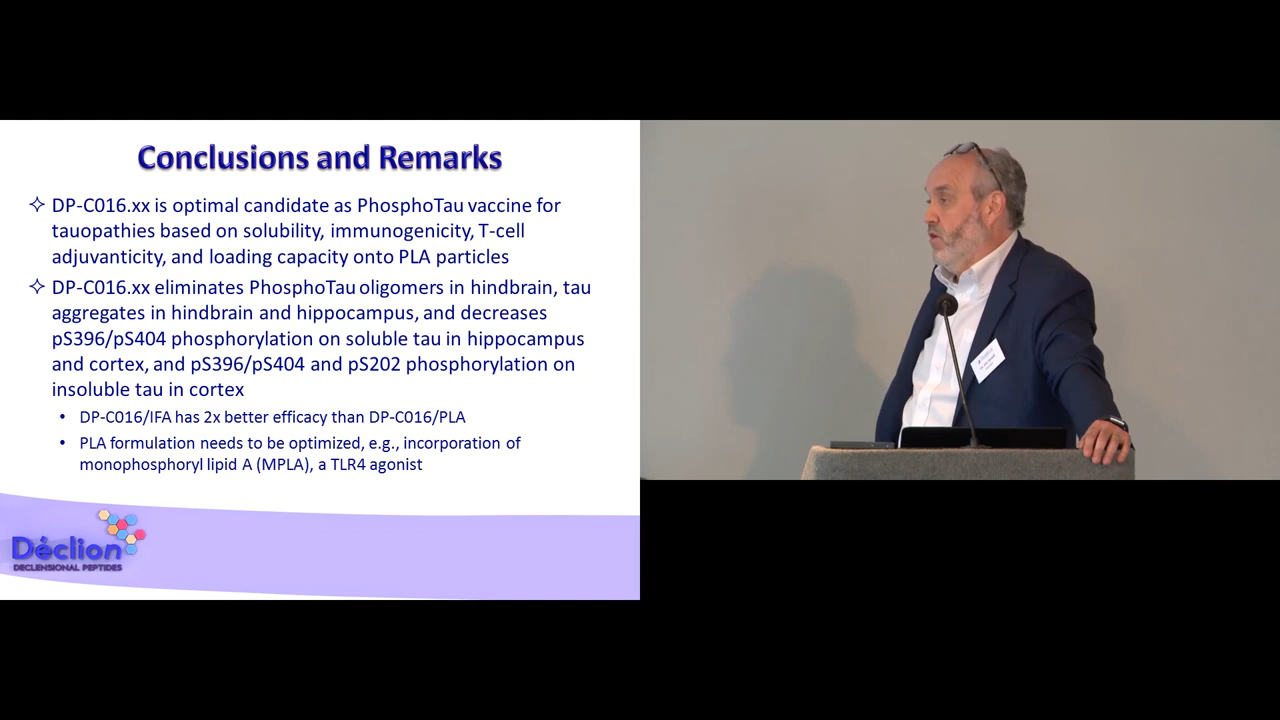 Conclusions and Remarks
DP-C016.xx is optimal candidate as PhosphoTau vaccine for
tauopathies based on solubility, immunogenicity, T-cell
adjuvanticity, and loading capacity onto PLA particles
DP-C016.xx eliminates PhosphoTau oligomers in hindbrain, tau
aggregates in hindbrain and hippocampus, and decreases
pS396/pS404 phosphorylation on soluble tau in hippocampus
and cortex, and pS396/pS404 and pS202 phosphorylation on
insoluble tau in cortex
• DP-C016/IFA has 2x better efficacy than DP-C016/PLA
• PLA formulation needs to be optimized, e.g., incorporation of
monophosphoryl lipid A (MPLA), a TLR4 agonist
Déclion
DECLENSIONAL PEPTIDES